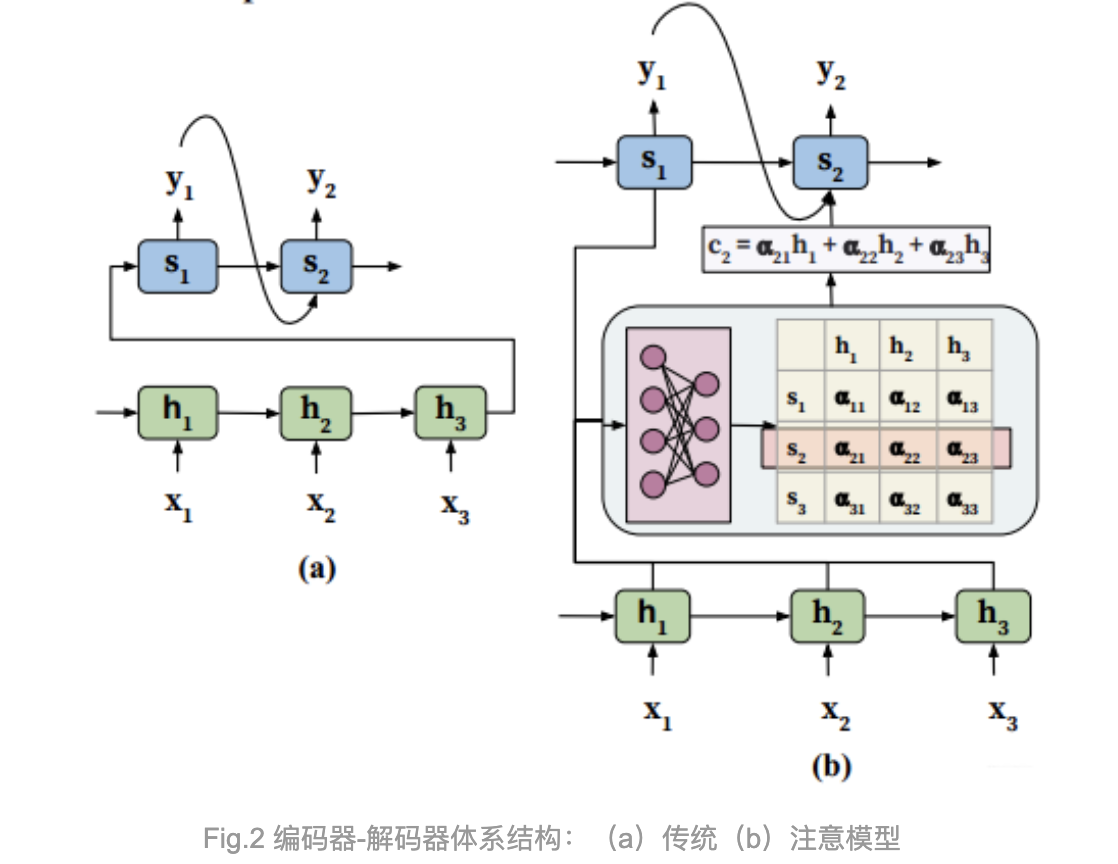 y₁ y₂
s₁ s₂
h₁ h₂ h₃
x₁ x₂ x₃
(a)
y₁ y₂
s₁ s₂
c₂ = α₂₁h₁ + α₂₂h₂ + α₂₃h₃
h₁ h₂ h₃
s₁ α₁₁ α₁₂ α₁₃
s₂ α₂₁ α₂₂ α₂₃
s₃ α₃₁ α₃₂ α₃₃
h₁ h₂ h₃
x₁ x₂ x₃
(b)
Fig.2 编码器-解码器体系结构：（a）传统（b）注意模型